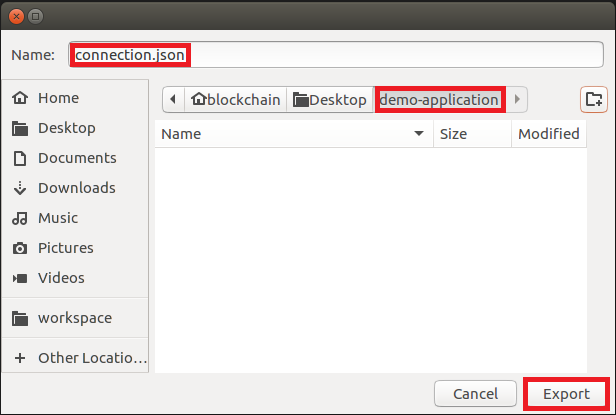 Name: connection.json
Home
Desktop
Documents
Downloads
Music
Pictures
Videos
workspace
Other Locatio...
blockchain Desktop demo-application
Name Size Modified
Cancel Export